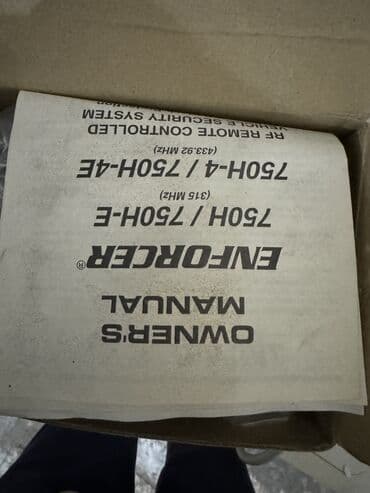 OWNER'S
MANUAL
ENFORCER®
750H / 750H-E
(315 MHz)
750H-4 / 750H-4E
(433.92 MHz)
RF REMOTE CONTROLLED
VEHICLE SECURITY SYSTEM